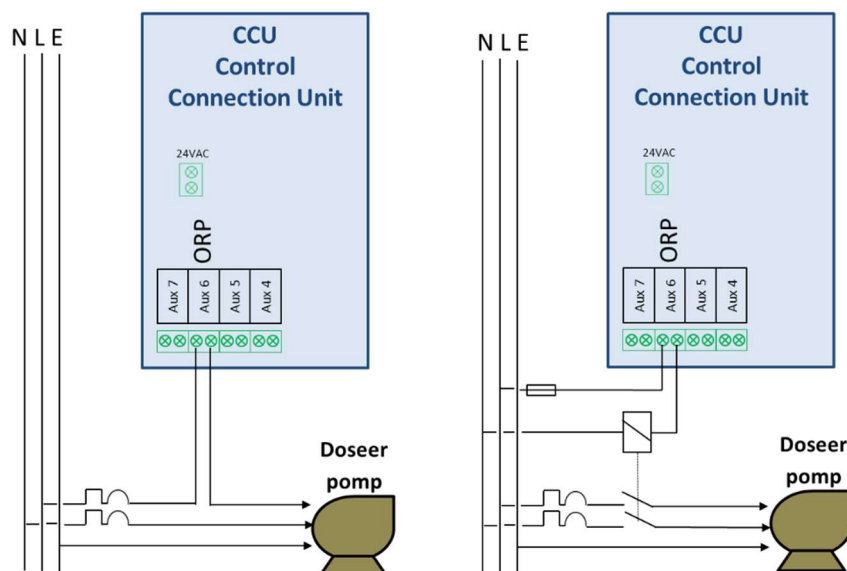 N L E
CCU
Control
Connection Unit
24VAC
ORP
Aux 7
Aux 6
Aux 5
Aux 4
Doseer
pomp
N L E
CCU
Control
Connection Unit
24VAC
ORP
Aux 7
Aux 6
Aux 5
Aux 4
Doseer
pomp